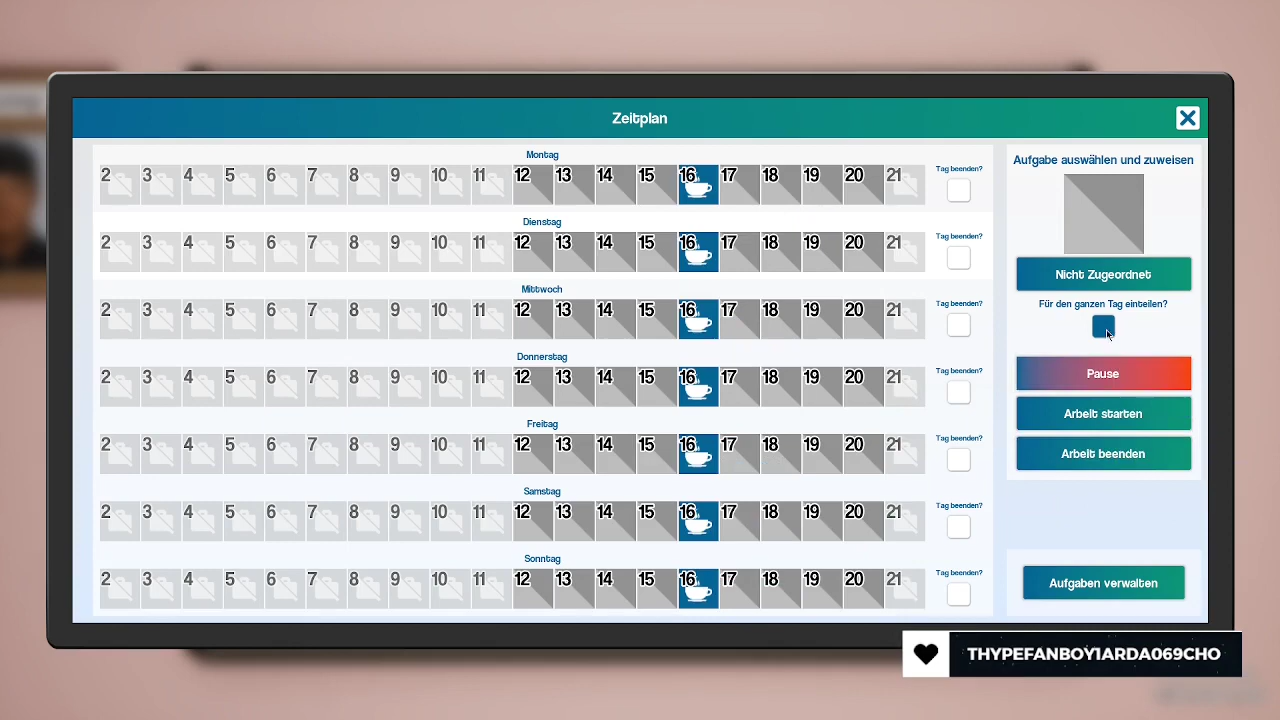 Zeitplan
Montag
2 3 4 5 6 7 8 9 10 11 12 13 14 15 16 17 18 19 20 21 Tag beenden?
Dienstag
2 3 4 5 6 7 8 9 10 11 12 13 14 15 16 17 18 19 20 21 Tag beenden?
Mittwoch
2 3 4 5 6 7 8 9 10 11 12 13 14 15 16 17 18 19 20 21 Tag beenden?
Donnerstag
2 3 4 5 6 7 8 9 10 11 12 13 14 15 16 17 18 19 20 21 Tag beenden?
Freitag
2 3 4 5 6 7 8 9 10 11 12 13 14 15 16 17 18 19 20 21 Tag beenden?
Samstag
2 3 4 5 6 7 8 9 10 11 12 13 14 15 16 17 18 19 20 21 Tag beenden?
Sonntag
2 3 4 5 6 7 8 9 10 11 12 13 14 15 16 17 18 19 20 21 Tag beenden?
Aufgabe auswählen und zuweisen
Nicht Zugeordnet
Für den ganzen Tag einteilen?
Pause
Arbeit starten
Arbeit beenden
Aufgaben verwalten
THYPEFANBOY1ARDA069CHO